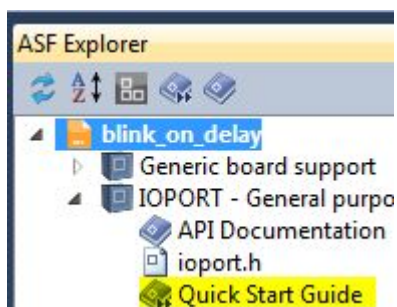 ASF Explorer
A
Z
blink_on_delay
Generic board support
IOPORT - General purpo
API Documentation
ioport.h
Quick Start Guide